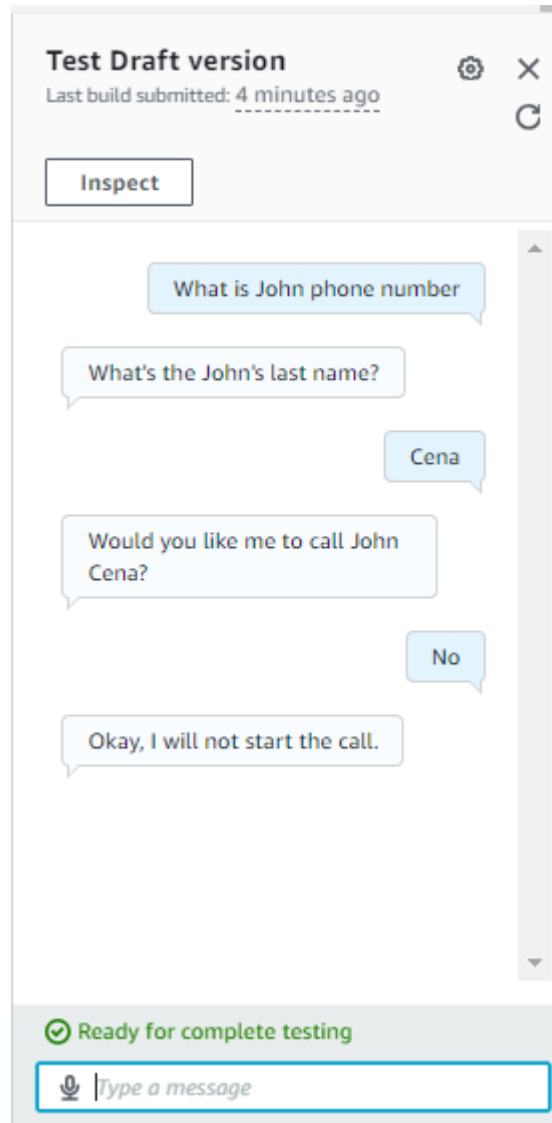 Test Draft version
Last build submitted: 4 minutes ago
Inspect
What is John phone number
What's the John's last name?
Cena
Would you like me to call John
Cena?
No
Okay, I will not start the call.
Ready for complete testing
Type a message